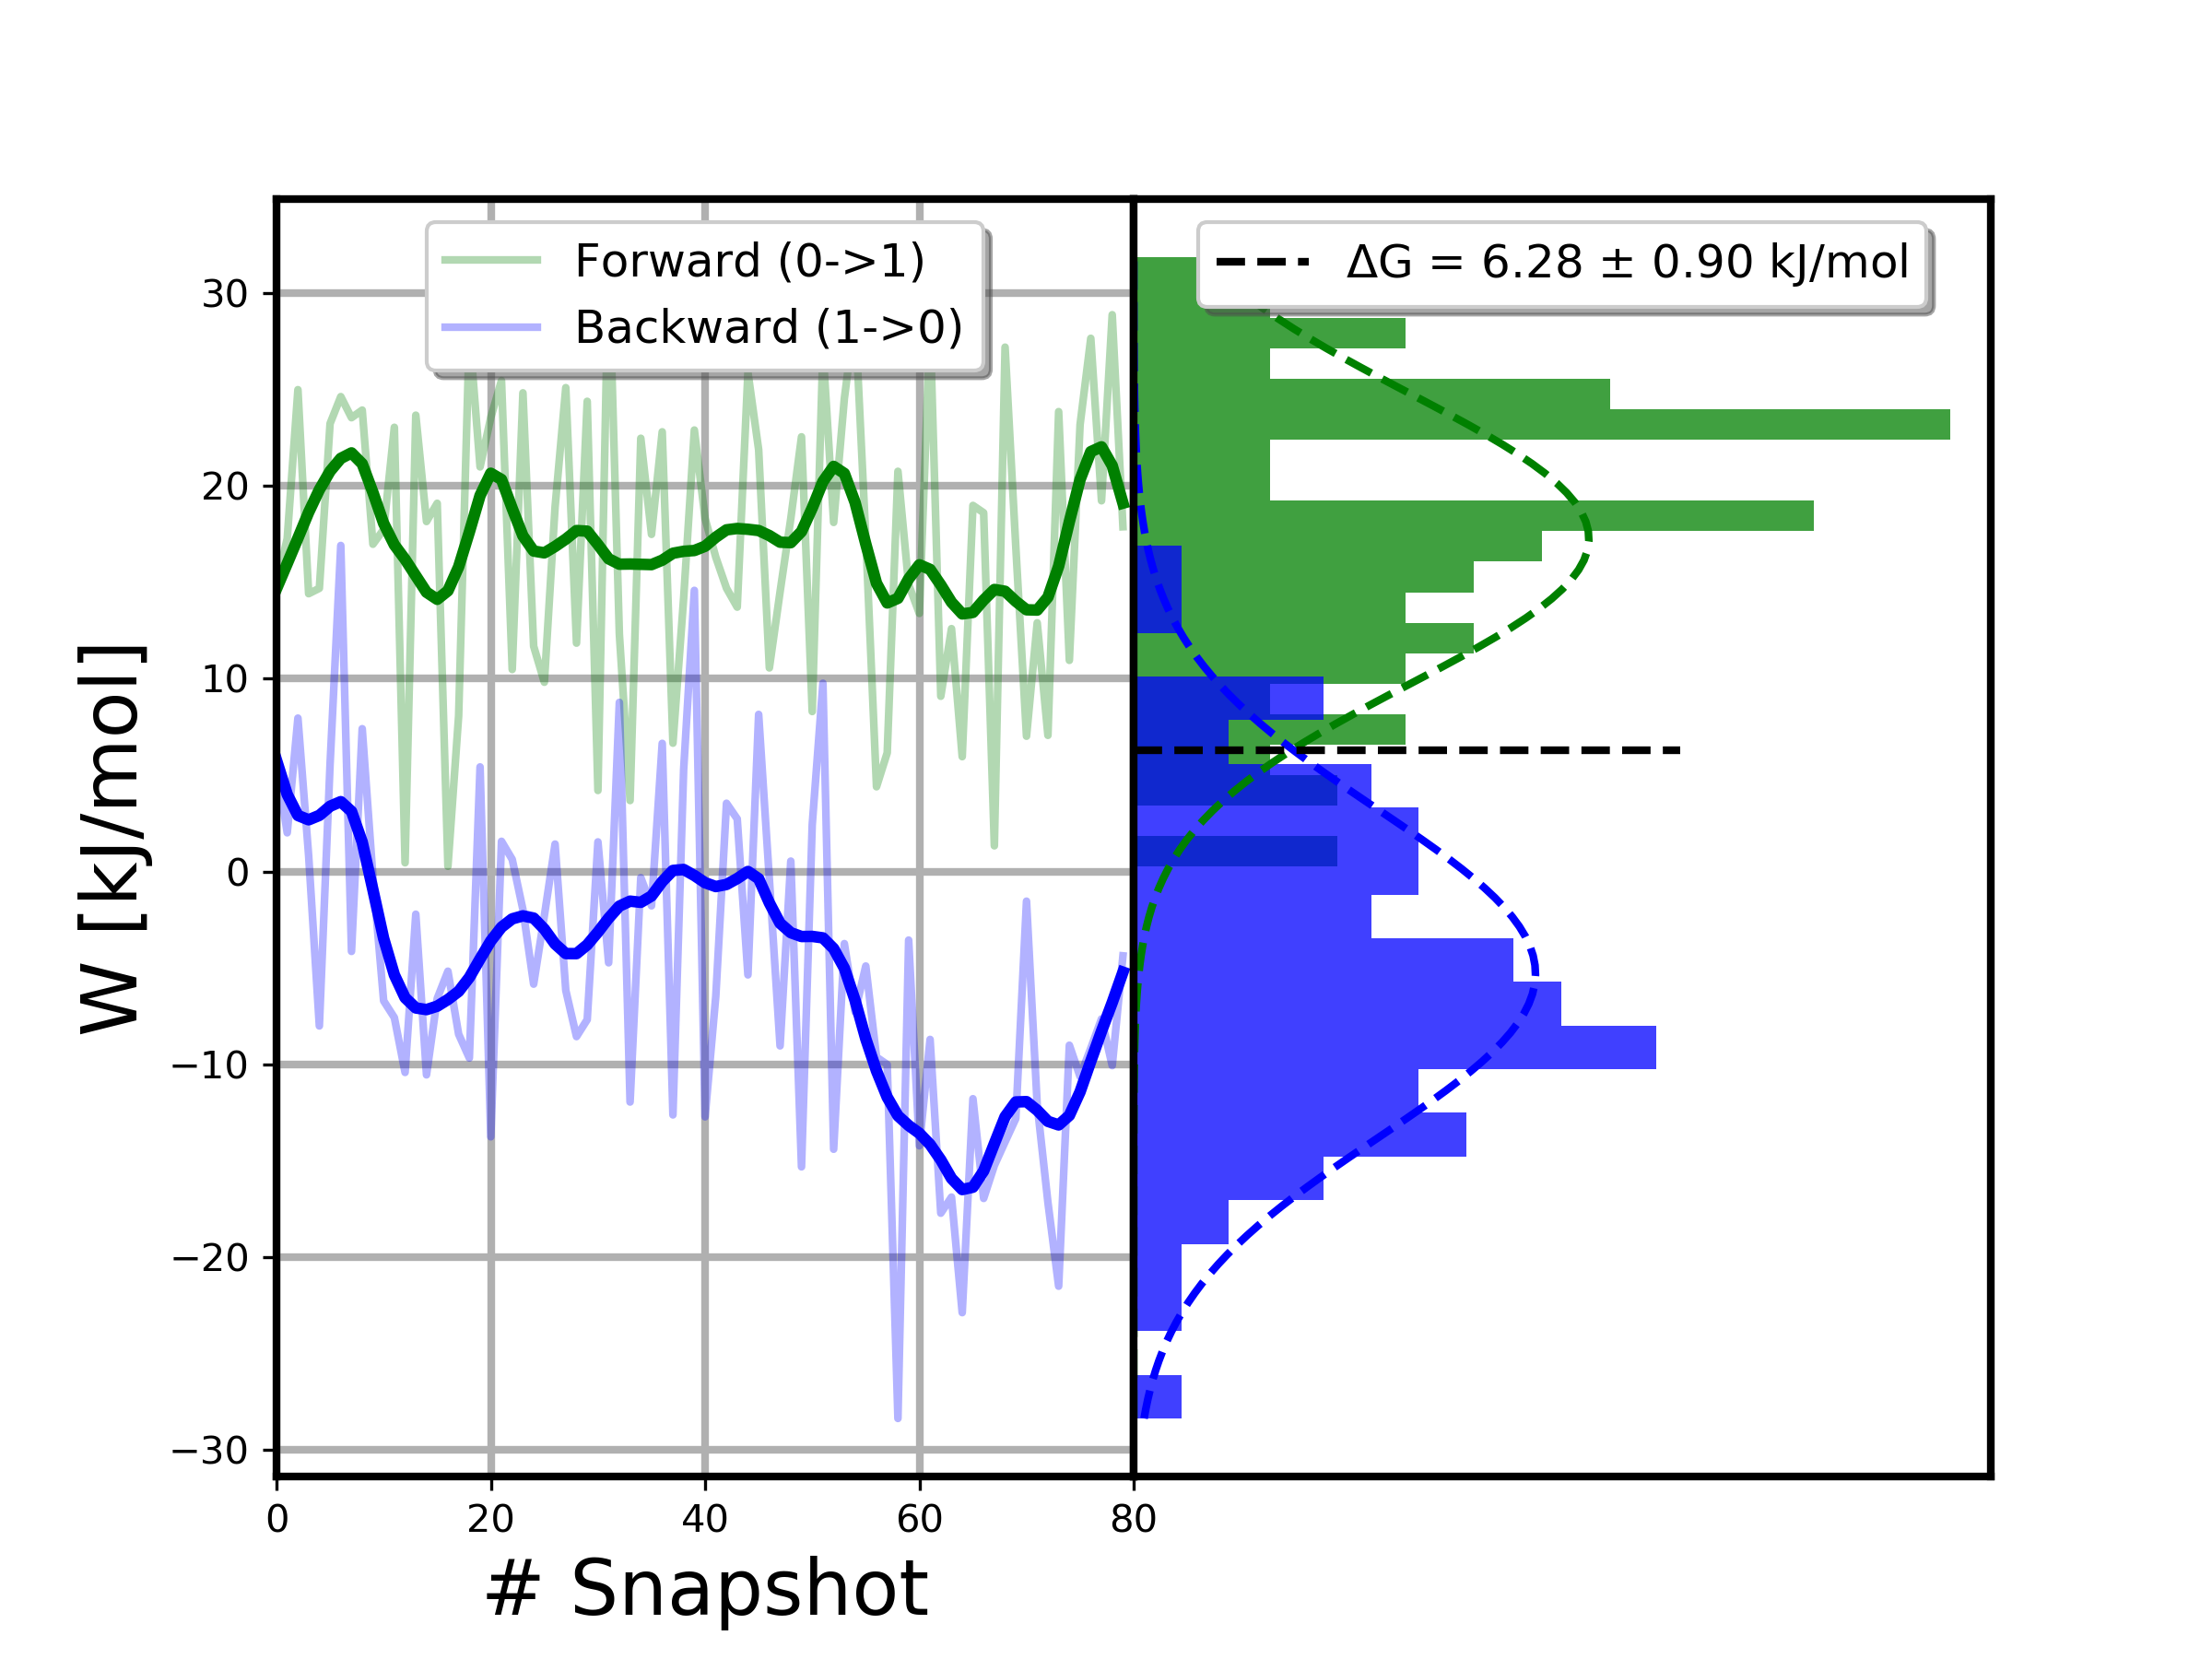 Forward (0->1)
Backward (1->0)
ΔG = 6.28 ± 0.90 kJ/mol
W [kJ/mol]
30
20
10
0
−10
−20
−30
0 20 40 60 80
# Snapshot